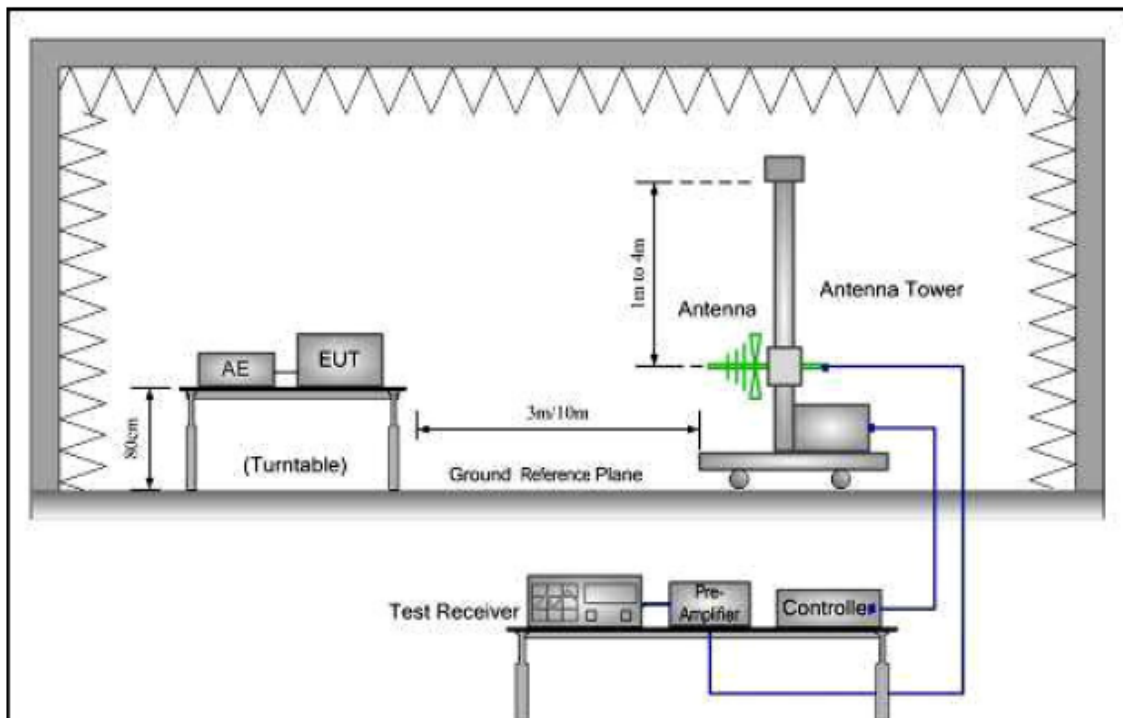 1m to 4m
Antenna Tower
Antenna
AE
EUT
80cm
3m/10m
(Turntable)
Ground Reference Plane
Test Receiver
Pre-
Amplifier
Controller